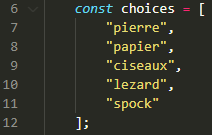 6 const choices = [
7 "pierre",
8 "papier",
9 "ciseaux",
10 "lezard",
11 "spock"
12 ];